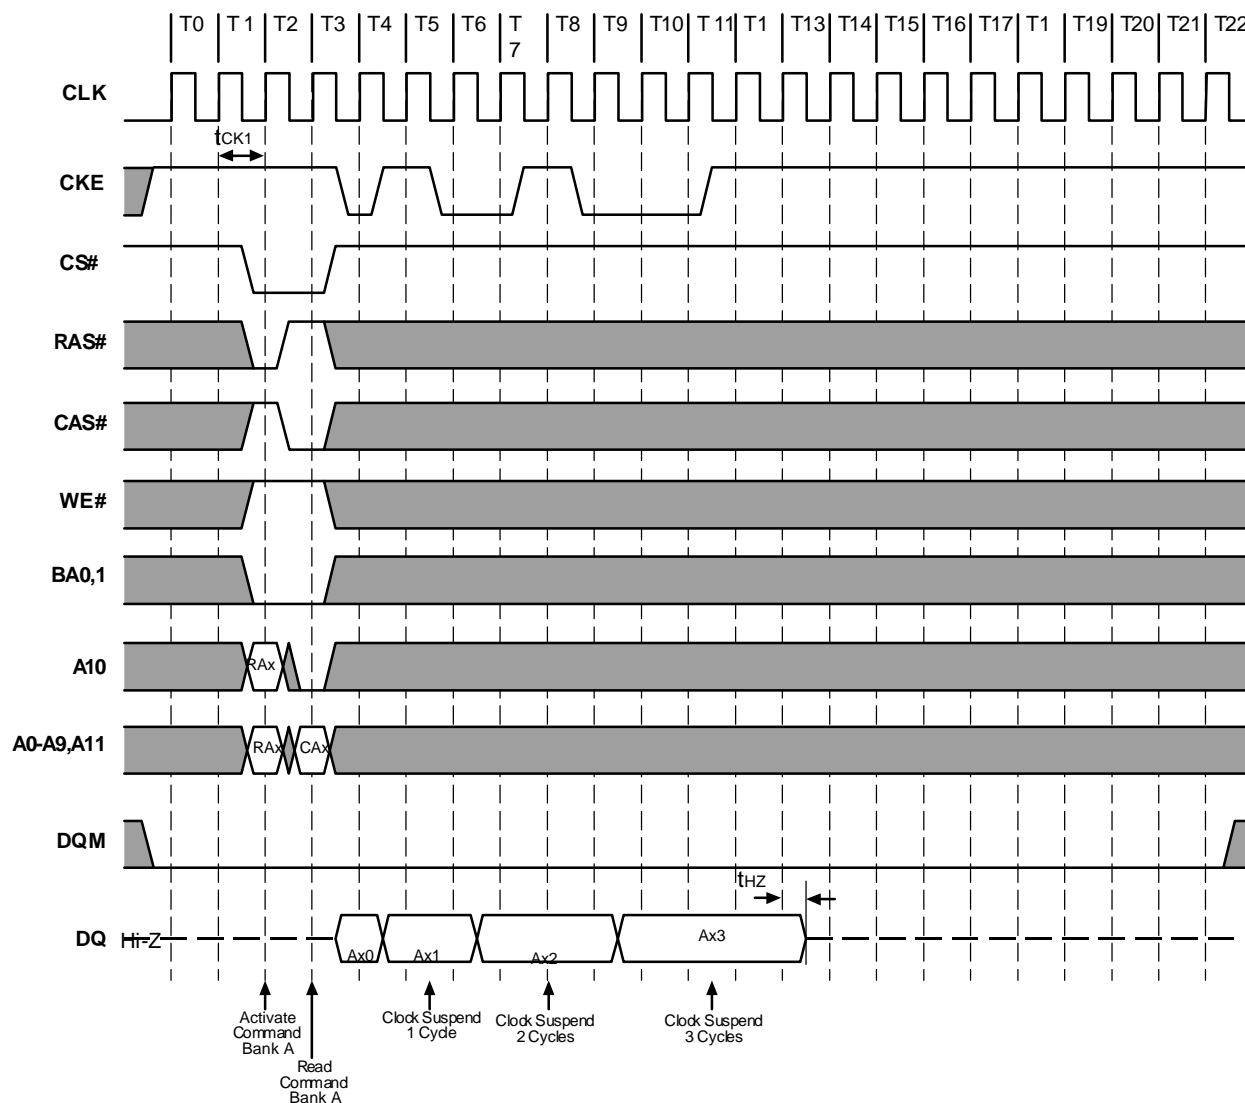 T0 T 1 T2 T3 T4 T5 T6 T 7 T8 T9 T10 T 11 T1 T13 T14 T15 T16 T17 T1 T19 T20 T21 T22
CLK
tCK1
CKE
CS#
RAS#
CAS#
WE#
BA0,1
A10 RAx
A0-A9,A11 RAx CAx
DQM
tHZ
DQ Hi-Z Ax0 Ax1 Ax2 Ax3
Activate
Command
Bank A
Read
Command
Bank A
Clock Suspend
1 Cycle
Clock Suspend
2 Cycles
Clock Suspend
3 Cycles